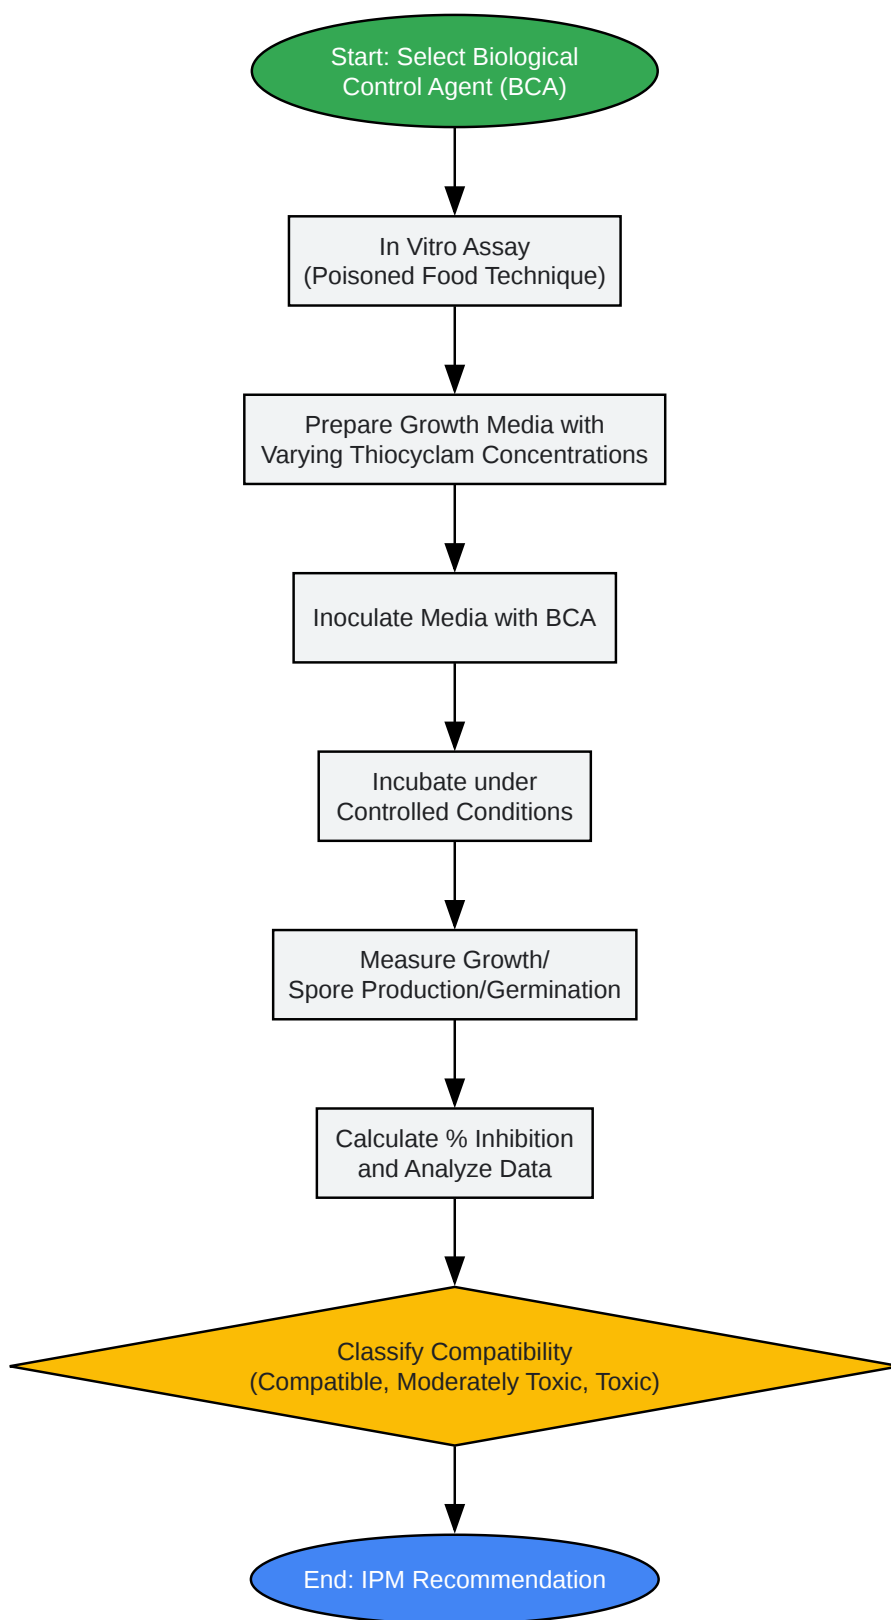 Start: Select Biological
Control Agent (BCA)
In Vitro Assay
(Poisoned Food Technique)
Prepare Growth Media with
Varying Thiocyclam Concentrations
Inoculate Media with BCA
Incubate under
Controlled Conditions
Measure Growth/
Spore Production/Germination
Calculate % Inhibition
and Analyze Data
Classify Compatibility
(Compatible, Moderately Toxic, Toxic)
End: IPM Recommendation